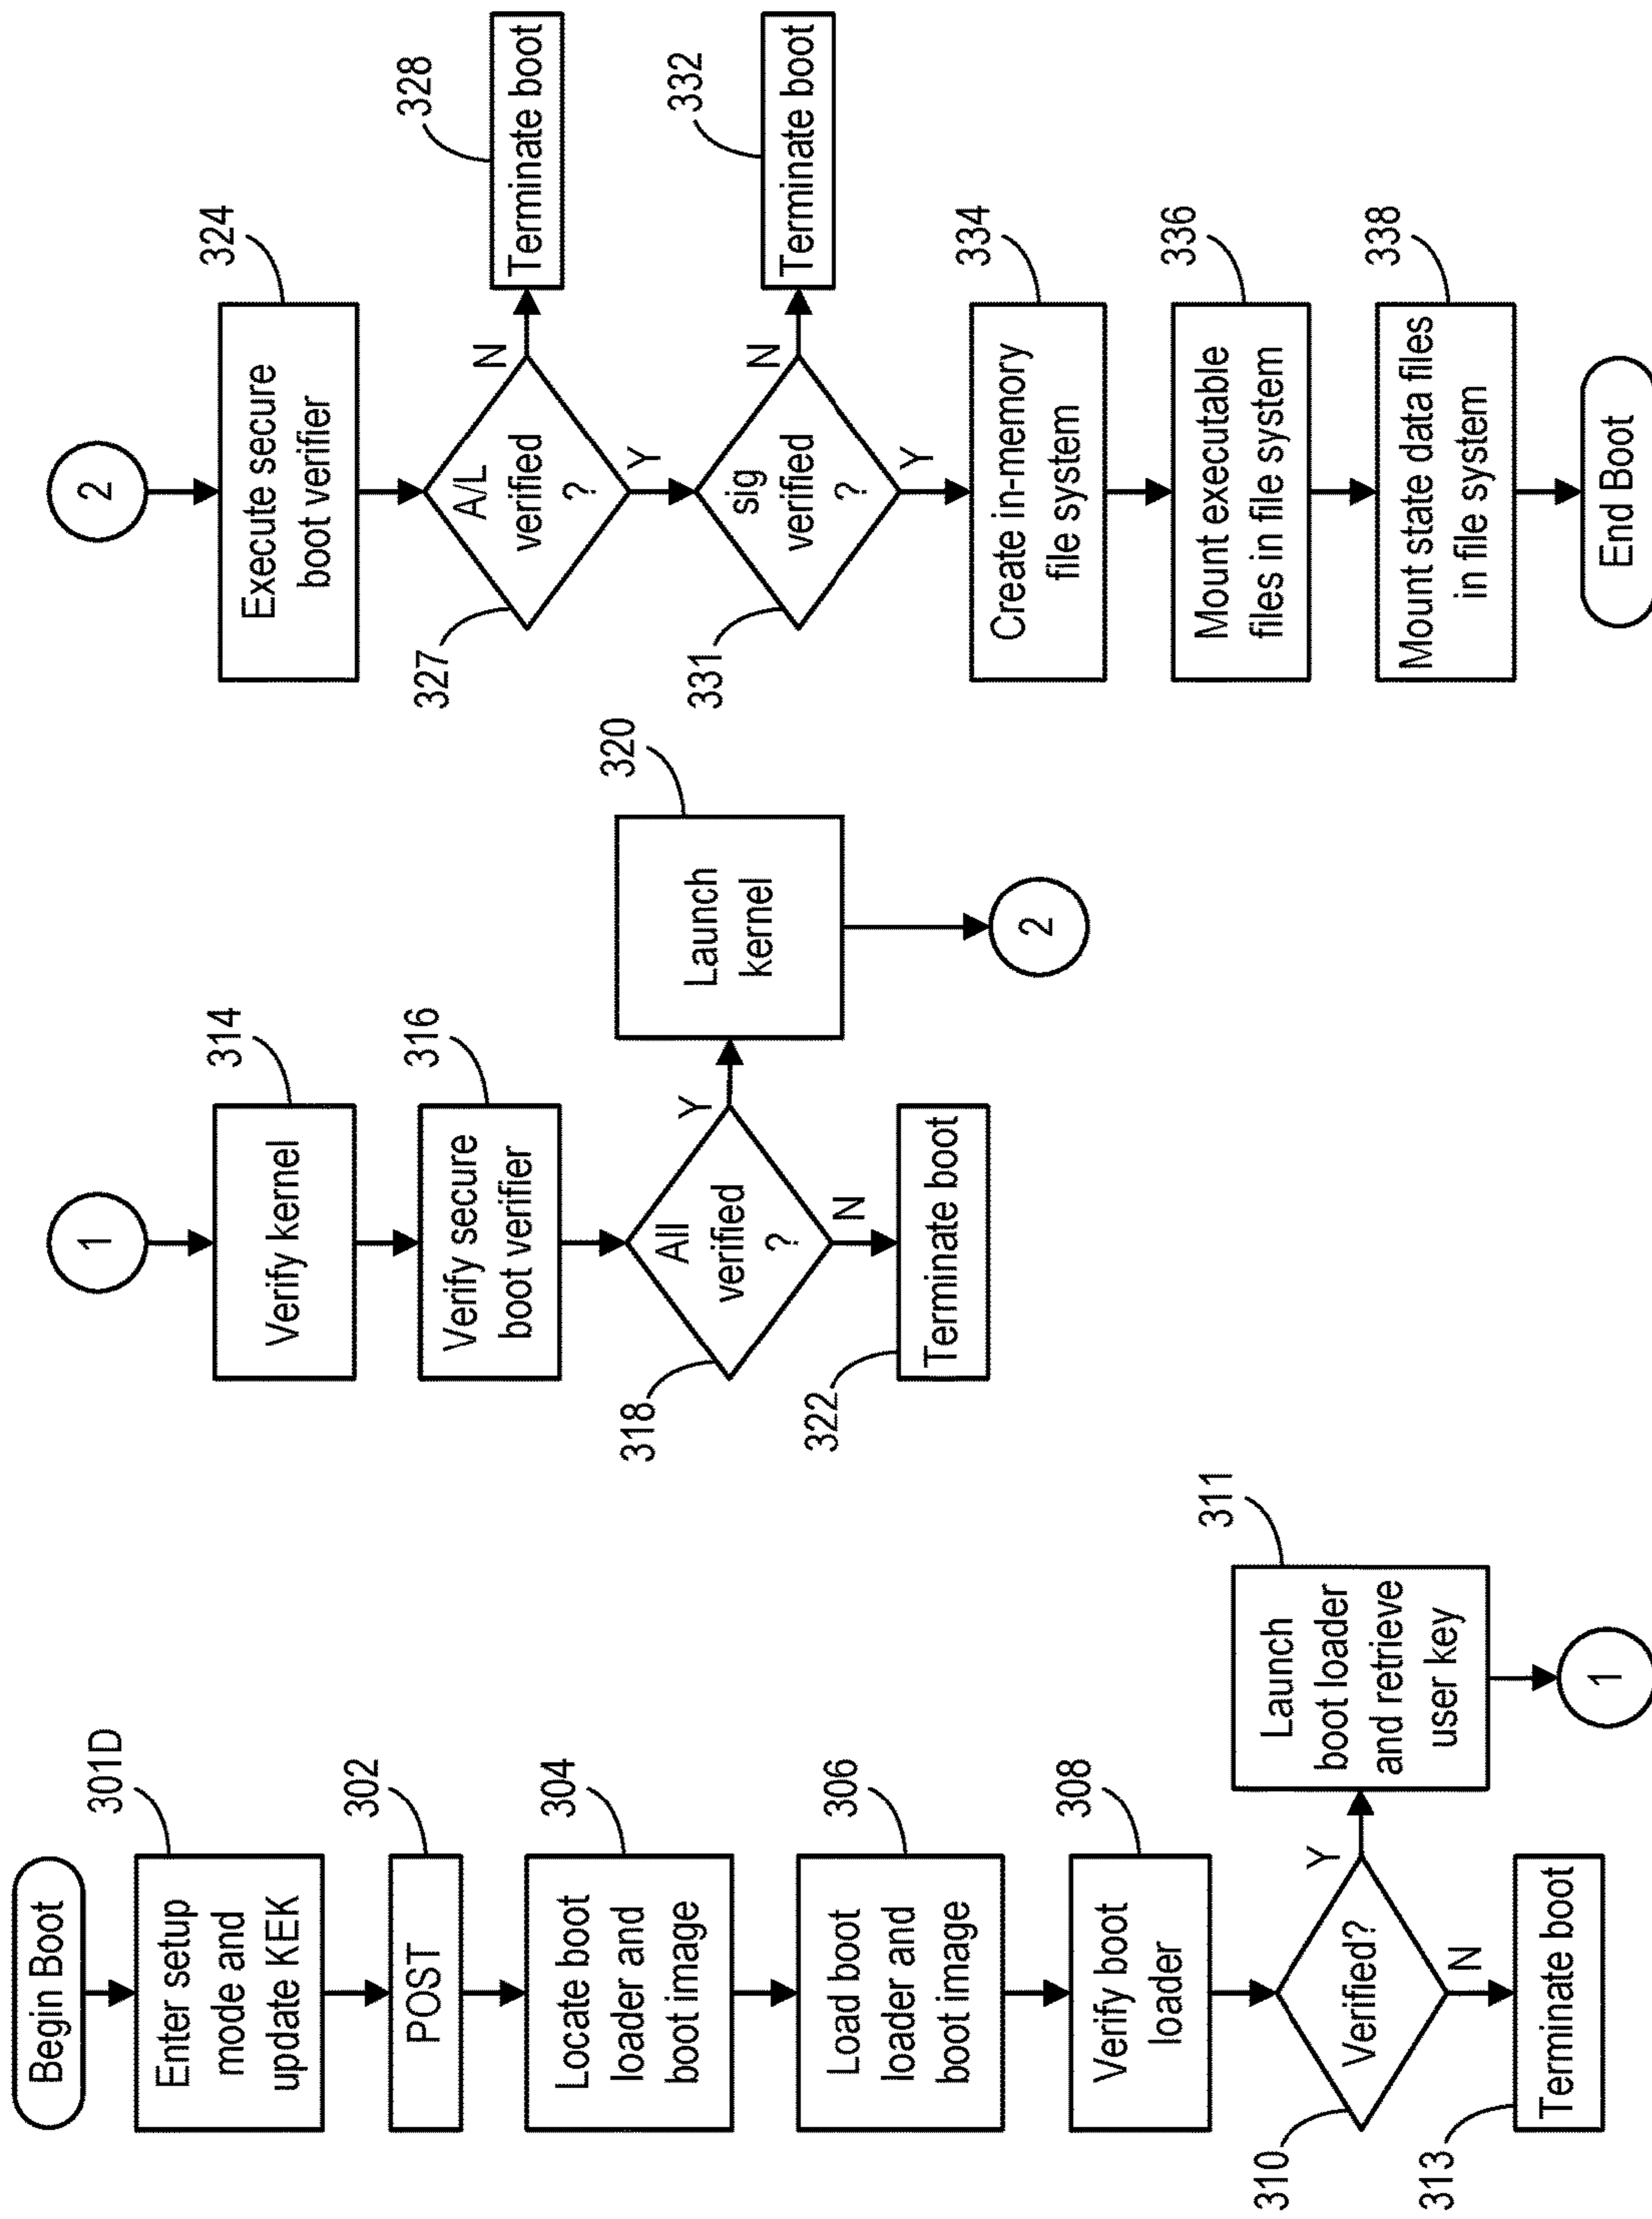 Begin Boot
301D
Enter setup
mode and
update KEK
302
POST
304
Locate boot
loader and
boot image
306
Load boot
loader and
boot image
308
Verify boot
loader
310
Verified?
Y
N
311
Launch
boot loader
and retrieve
user key
1
313
Terminate boot
1
314
Verify kernel
316
Verify secure
boot verifier
318
All
verified
?
Y
N
320
Launch
kernel
2
322
Terminate boot
2
324
Execute secure
boot verifier
327
A/L
verified
?
N
Y
328
Terminate boot
331
sig
verified
?
N
Y
332
Terminate boot
334
Create in-memory
file system
336
Mount executable
files in file system
338
Mount state data files
in file system
End Boot